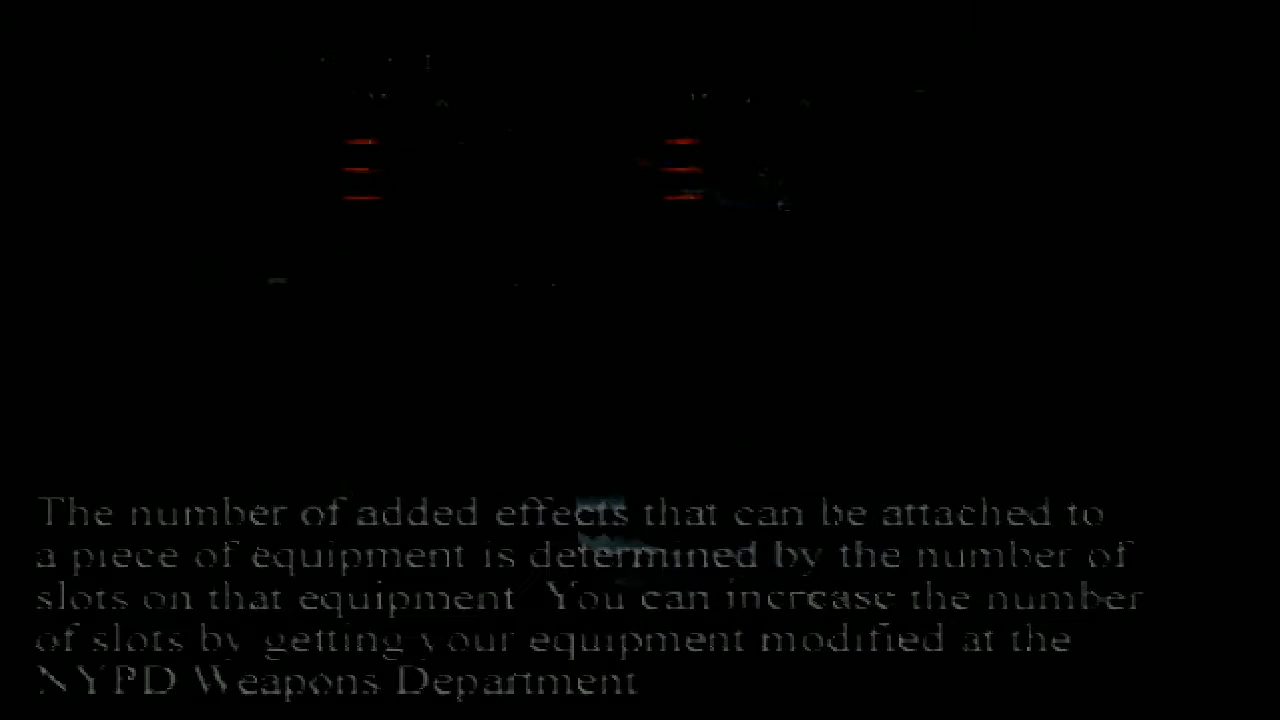 The number of added effects that can be attached to
a piece of equipment is determined by the number of
slots on that equipment. You can increase the number
of slots by getting your equipment modified at the
NYPD Weapons Department